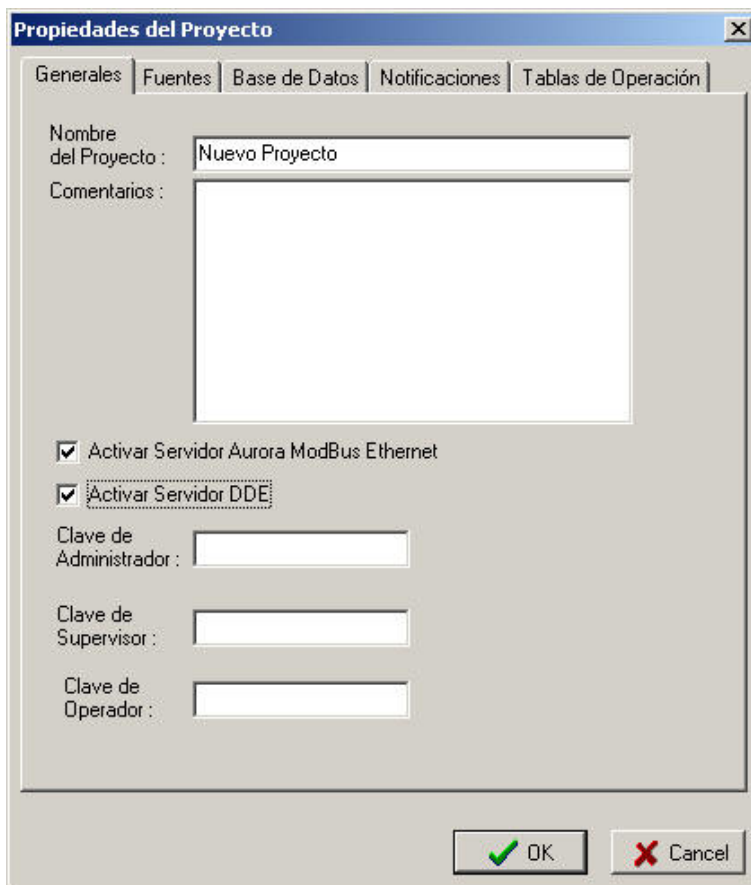 Propiedades del Proyecto
Generales Fuentes Base de Datos Notificaciones Tablas de Operación
Nombre
del Proyecto : Nuevo Proyecto
Comentarios :
Activar Servidor Aurora ModBus Ethernet
Activar Servidor DDE
Clave de
Administrador :
Clave de
Supervisor :
Clave de
Operador :
OK Cancel